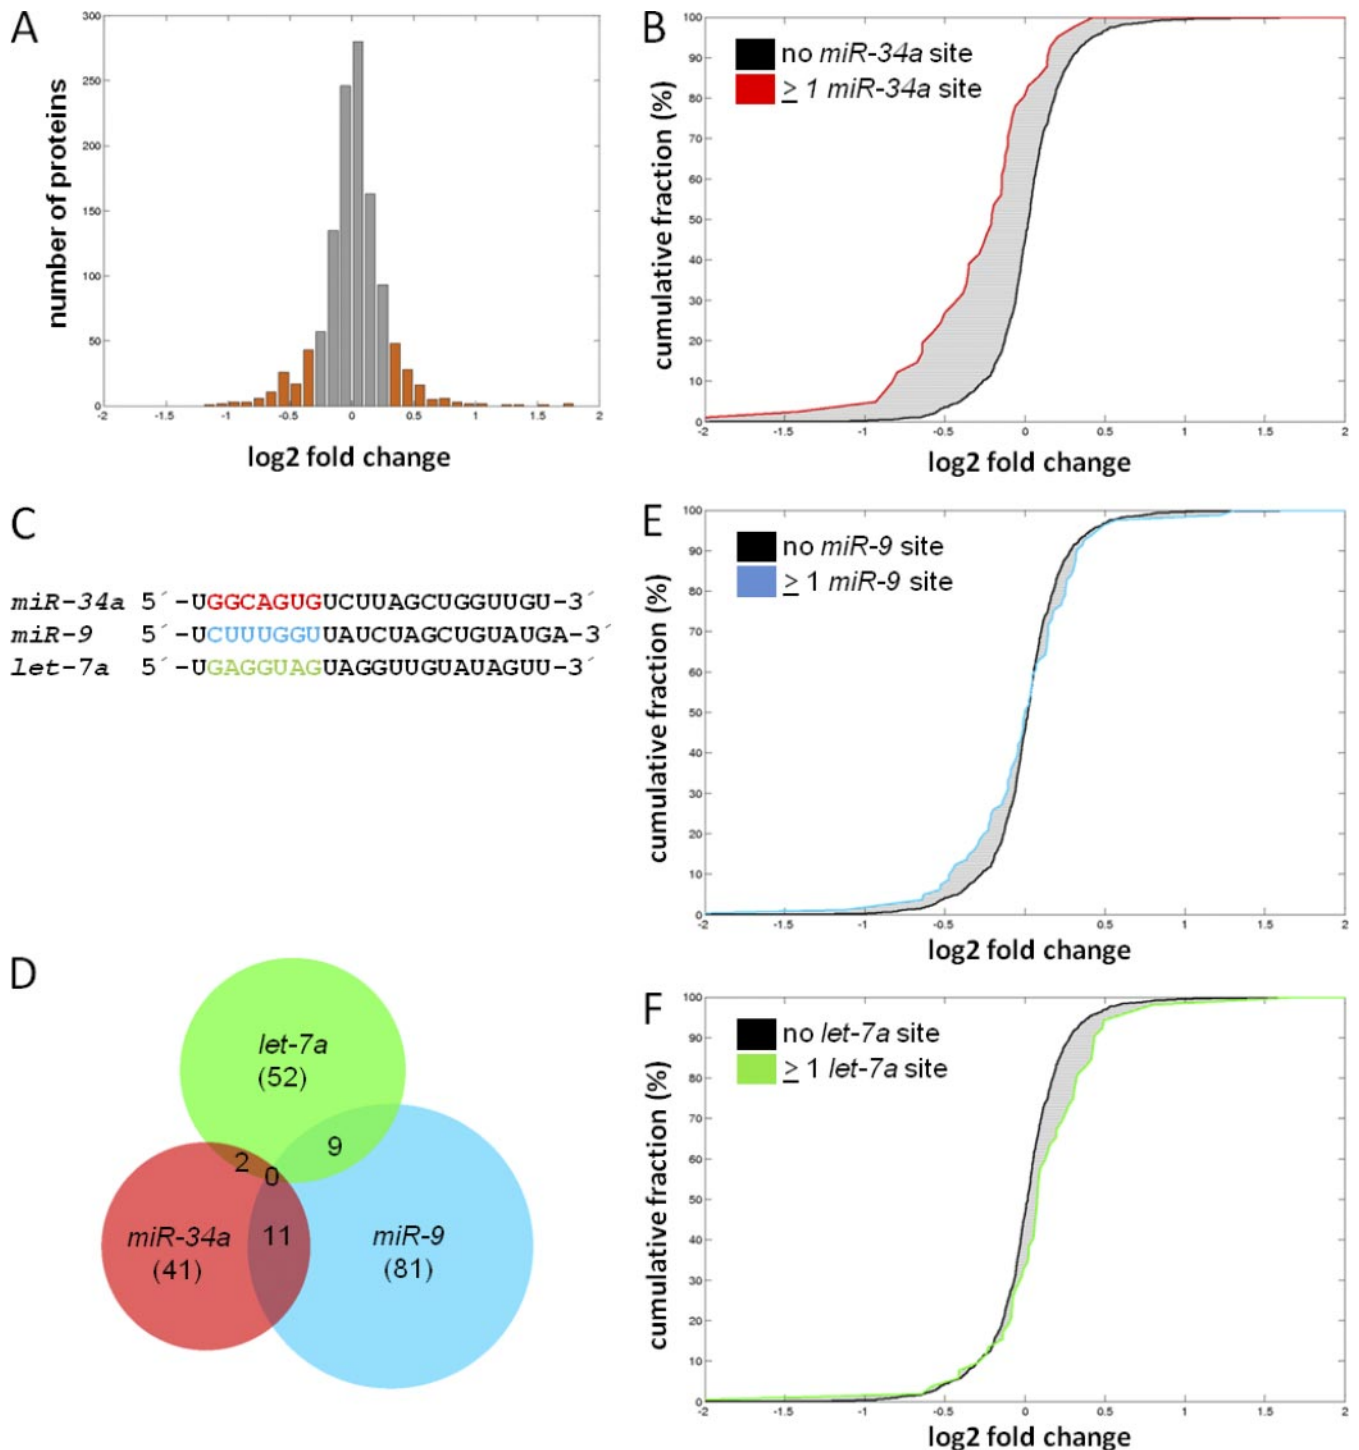 A
300
250
200
150
100
50
0
number of proteins
-2 -1.5 -1 -0.5 0 0.5 1 1.5 2
log2 fold change
B
no miR-34a site
≥ 1 miR-34a site
100
90
80
70
60
50
40
30
20
10
0
cumulative fraction (%)
-2 -1.5 -1 -0.5 0 0.5 1 1.5 2
log2 fold change
C
miR-34a 5´-UGGCAGUGUCUUAGCUGGUUGU-3´
miR-9 5´-UCUUUGGUUAUCUAGCUGUAUGA-3´
let-7a 5´-UGAGGUAGUAGGUUGUAUAGUU-3´
E
no miR-9 site
≥ 1 miR-9 site
100
90
80
70
60
50
40
30
20
10
0
cumulative fraction (%)
-2 -1.5 -1 -0.5 0 0.5 1 1.5 2
log2 fold change
D
let-7a
(52)
9
2
0
miR-34a
(41)
11
miR-9
(81)
F
no let-7a site
≥ 1 let-7a site
100
90
80
70
60
50
40
30
20
10
0
cumulative fraction (%)
-2 -1.5 -1 -0.5 0 0.5 1 1.5 2
log2 fold change